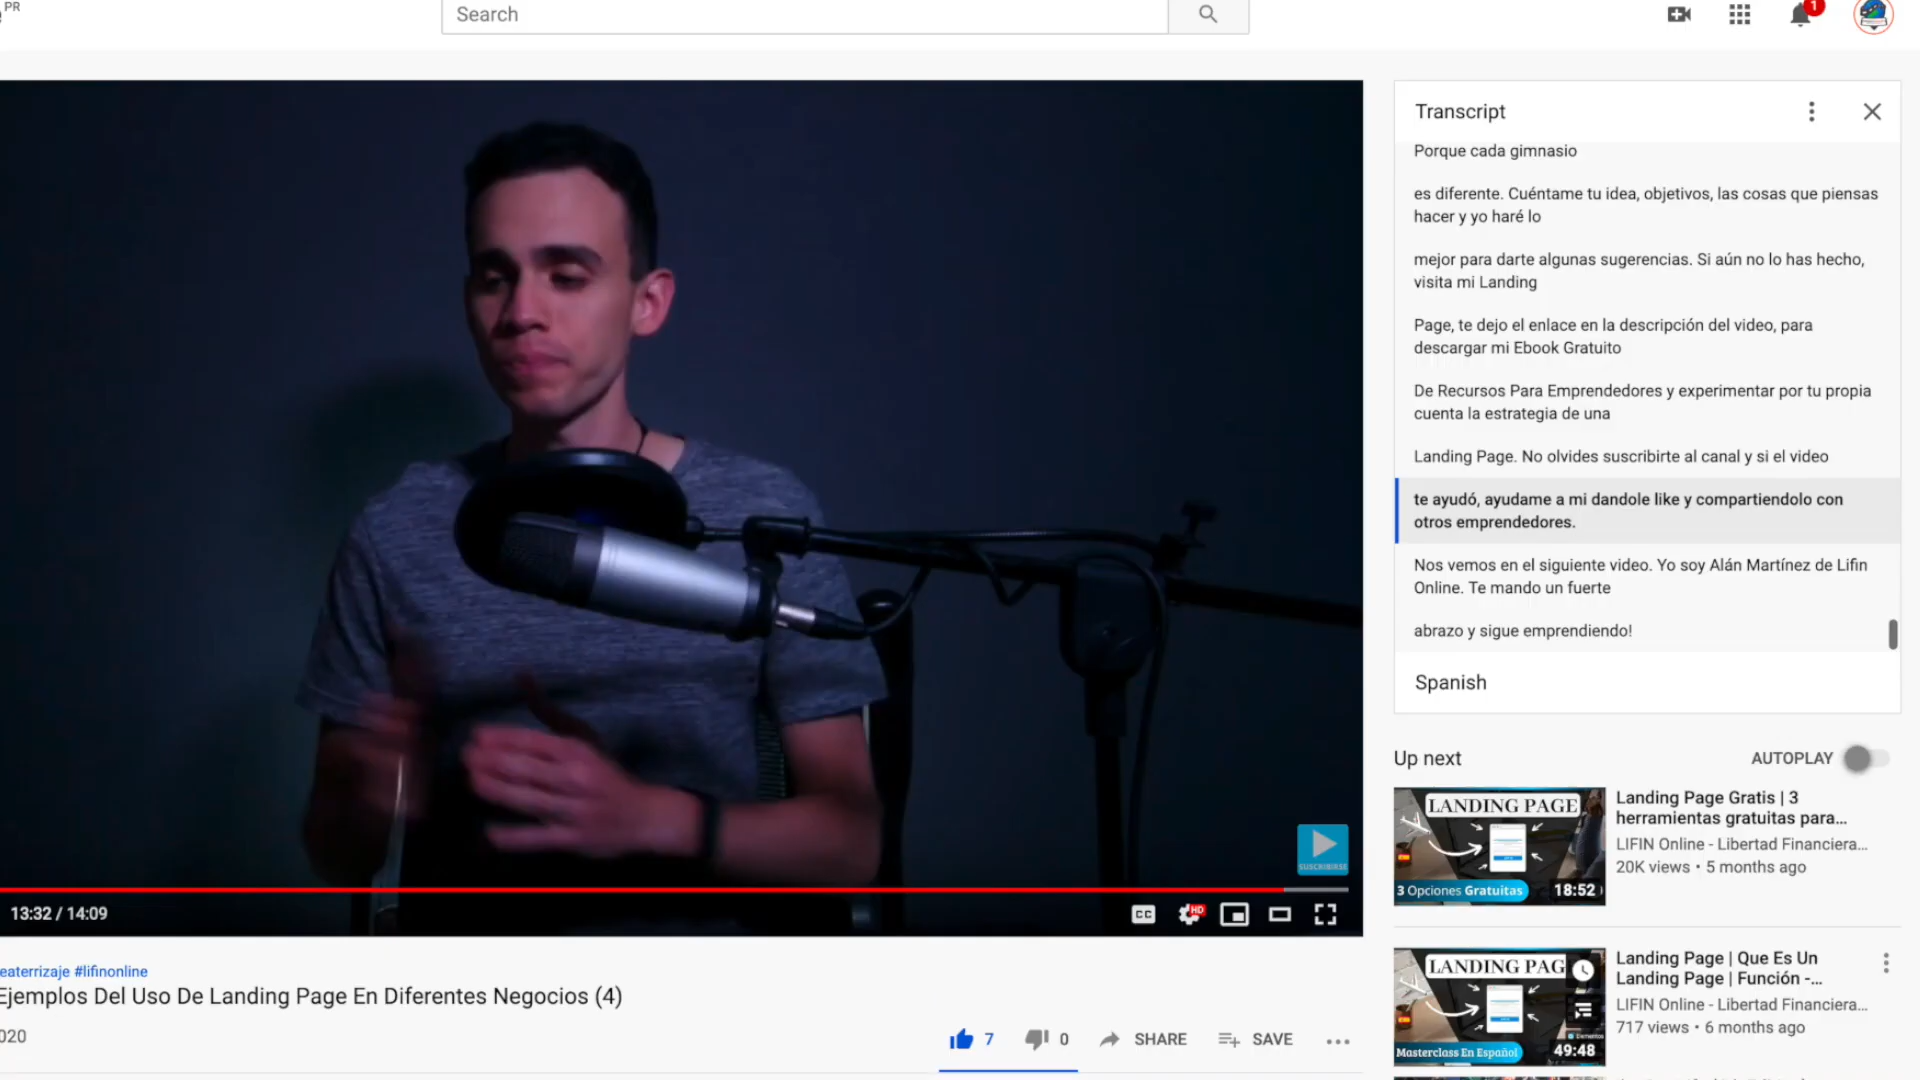 PR
Search
1
Transcript
Porque cada gimnasio
es diferente. Cuéntame tu idea, objetivos, las cosas que piensas
hacer y yo haré lo
mejor para darte algunas sugerencias. Si aún no lo has hecho,
visita mi Landing
Page, te dejo el enlace en la descripción del video, para
descargar mi Ebook Gratuito
De Recursos Para Emprendedores y experimentar por tu propia
cuenta la estrategia de una
Landing Page. No olvides suscribirte al canal y si el video
te ayudó, ayudame a mi dandole like y compartiendolo con
otros emprendedores.
Nos vemos en el siguiente video. Yo soy Alán Martínez de Lifin
Online. Te mando un fuerte
abrazo y sigue emprendiendo!
Spanish
SUSCRIBIRSE
13:32 / 14:09
CC
HD
eaterrizaje #lifinonline
Ejemplos Del Uso De Landing Page En Diferentes Negocios (4)
020
7
0
SHARE
SAVE
Up next
AUTOPLAY
LANDING PAGE
3 Opciones Gratuitas
18:52
Landing Page Gratis | 3
herramientas gratuitas para...
LIFIN Online - Libertad Financiera...
20K views • 5 months ago
LANDING PAG
Masterclass En Español
49:48
Landing Page | Que Es Un
Landing Page | Función -...
LIFIN Online - Libertad Financiera...
717 views • 6 months ago